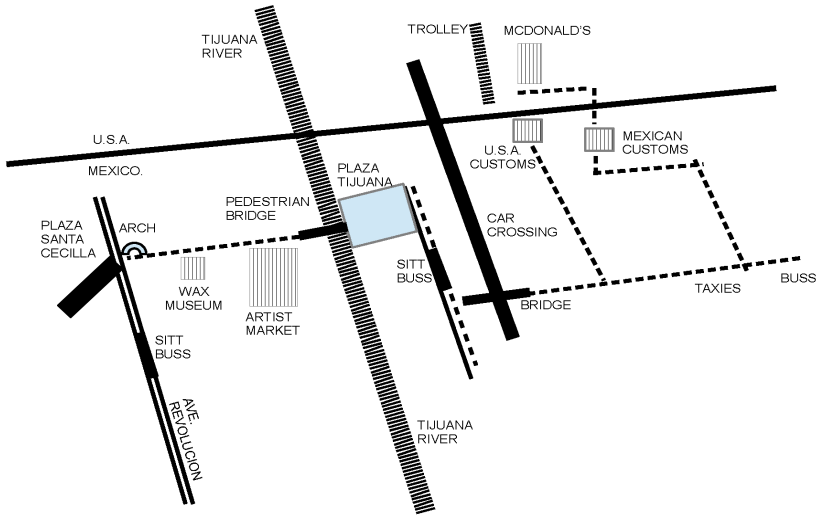 TIJUANA
RIVER
TROLLEY
MCDONALD'S
U.S.A.
MEXICO.
U.S.A.
CUSTOMS
MEXICAN
CUSTOMS
PLAZA
TIJUANA
PEDESTRIAN
BRIDGE
PLAZA
SANTA
CECILLA
ARCH
CAR
CROSSING
SITT
BUSS
WAX
MUSEUM
ARTIST
MARKET
BRIDGE
TAXIES
BUSS
SITT
BUSS
AVE.
REVOLUCION
TIJUANA
RIVER